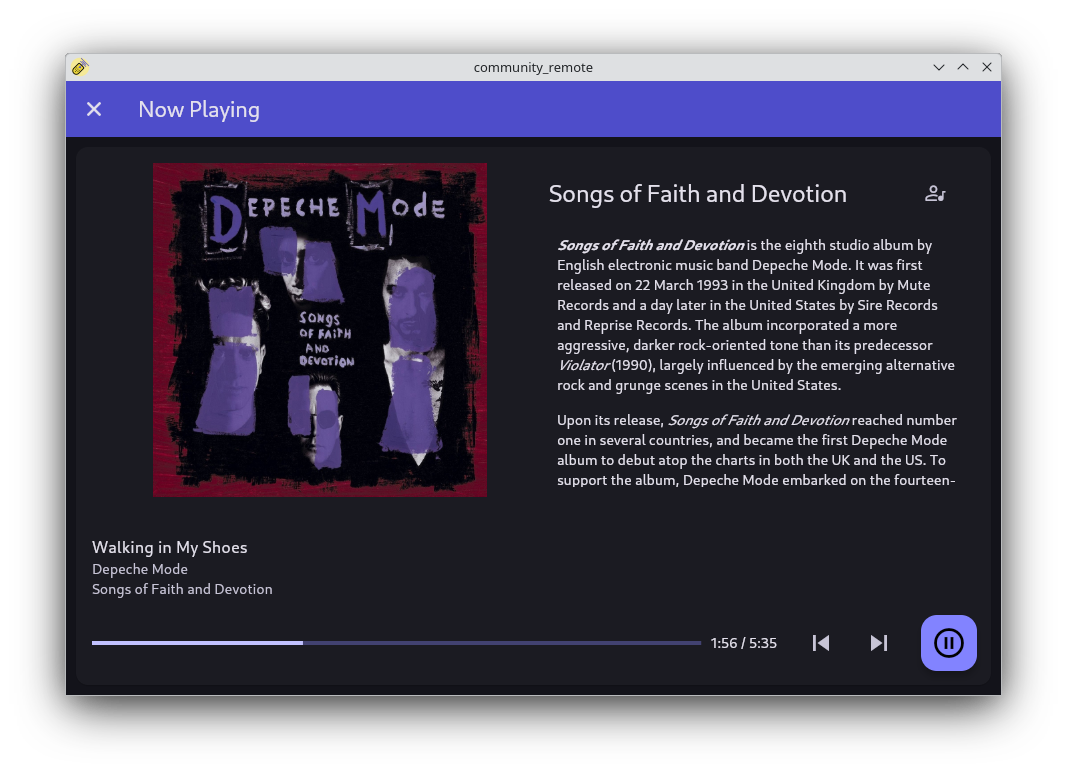 community_remote
Now Playing
DEPECHE MODE
SONGS
OF FAITH
AND
DEVOTION
Songs of Faith and Devotion
Songs of Faith and Devotion is the eighth studio album by
English electronic music band Depeche Mode. It was first
released on 22 March 1993 in the United Kingdom by Mute
Records and a day later in the United States by Sire Records
and Reprise Records. The album incorporated a more
aggressive, darker rock-oriented tone than its predecessor
Violator (1990), largely influenced by the emerging alternative
rock and grunge scenes in the United States.
Upon its release, Songs of Faith and Devotion reached number
one in several countries, and became the first Depeche Mode
album to debut atop the charts in both the UK and the US. To
support the album, Depeche Mode embarked on the fourteen-
Walking in My Shoes
Depeche Mode
Songs of Faith and Devotion
1:56 / 5:35